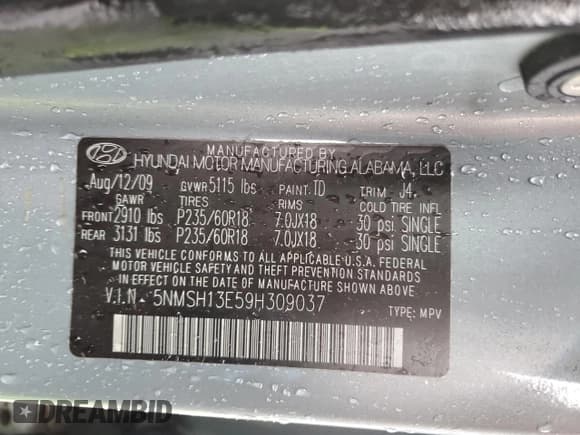 MANUFACTURED BY
HYUNDAI MOTOR MANUFACTURING ALABAMA, LLC
Aug/12/09 GVWR 5115 lbs PAINT: TD TRIM : J4
GAWR TIRES RIMS COLD TIRE INFL
FRONT 2910 lbs P235/60R18 7.0JX18 30 psi SINGLE
REAR 3131 lbs P235/60R18 7.0JX18 30 psi SINGLE
THIS VEHICLE CONFORMS TO ALL APPLICABLE U.S.A. FEDERAL
MOTOR VEHICLE SAFETY, BUMPER, AND THEFT PREVENTION STANDARDS
IN EFFECT ON THE DATE OF MANUFACTURE SHOWN ABOVE.
V.I.N - 5NMSH13E59H309037
TYPE: MPV
DREAMBID